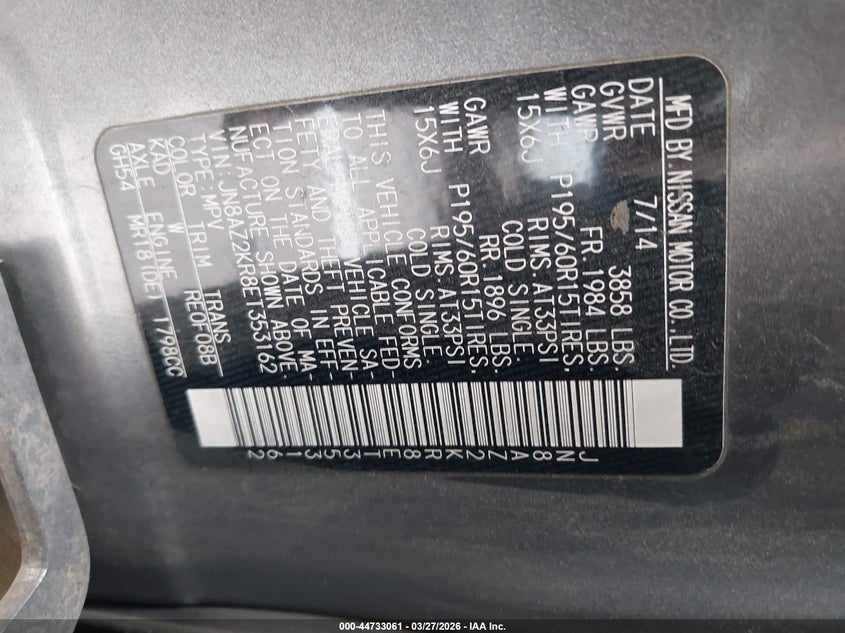 MFD BY NISSAN MOTOR CO.,LTD.
DATE 7/14
GVWR 3858 LBS.
GAWR FR.1984 LBS.
WITH P195/60R15TIRES.
15X6J RIMS AT33PSI
COLD SINGLE.
GAWR RR.1896 LBS.
WITH P195/60R15TIRES.
15X6J RIMS.AT33PSI
COLD SINGLE.
THIS VEHICLE CONFORMS
TO ALL APPLICABLE FED
VEHICLE SA-
FETY AND THEFT PREVEN-
TION STANDARDS IN EFF-
ECT ON THE DATE OF MA-
NUFACTURE SHOWN ABOVE.
VIN:JN8AZ2KR8ET353162
TYPE:MPV
COLOR TRIM TRANS
KAD W RE0F08B
AXLE ENGINE
GH54 MR18(DE) 1798CC
JN8AZ2KR8ET353162
000-44733061 | 03/27/2026 - IAA Inc.